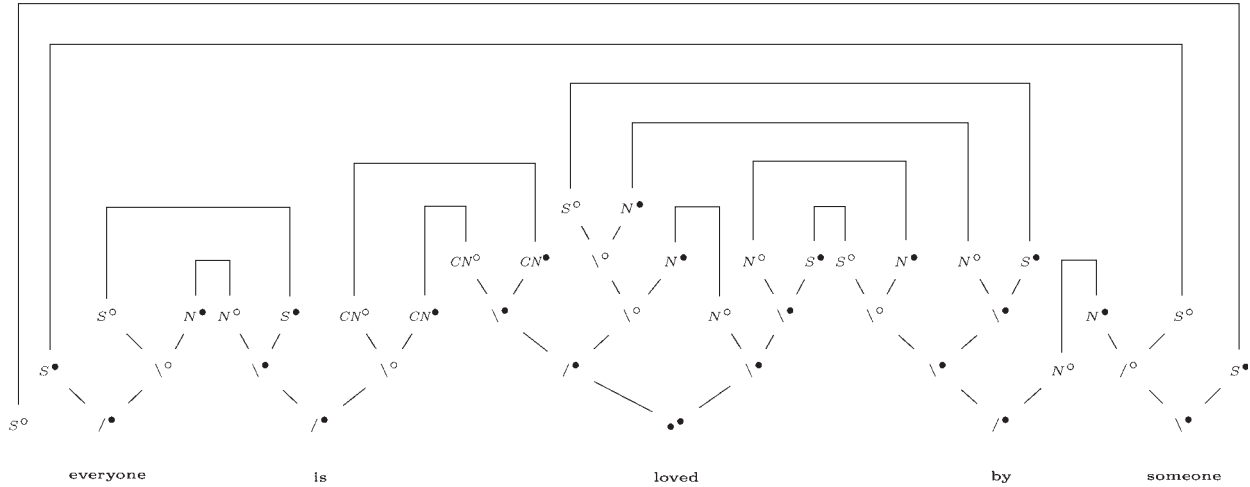 S° N•
CN° CN• \° N• N° S• S° N• N° S•
S° N• N° S• CN° CN• \• \° N° \• \° \• N• S°
S• \° \• \° /• \• \• N° /° S•
S° /• /• •• /• \•
everyone is loved by someone